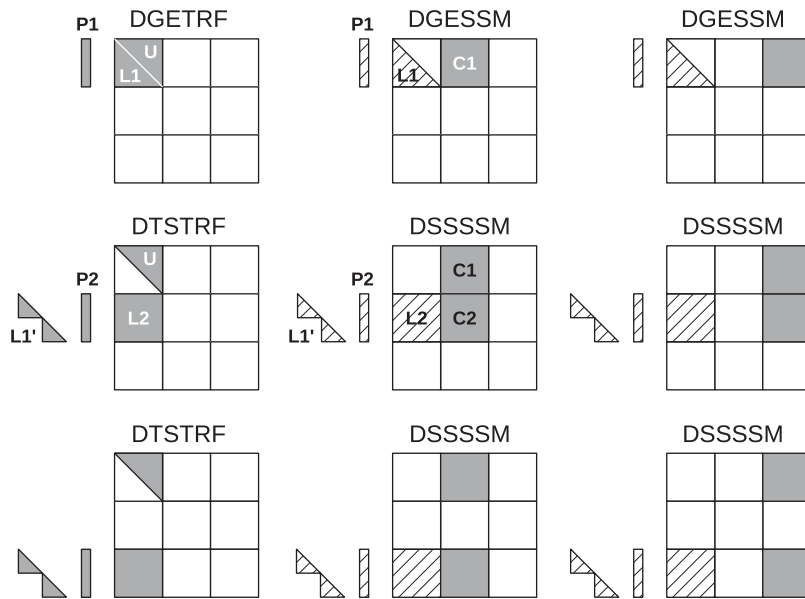 DGETRF
DGESSM
DGESSM
P1
U
L1
P1
L1
C1
DTSTRF
DSSSSM
DSSSSM
P2
U
L1'
L2
P2
C1
L1'
L2
C2
DTSTRF
DSSSSM
DSSSSM